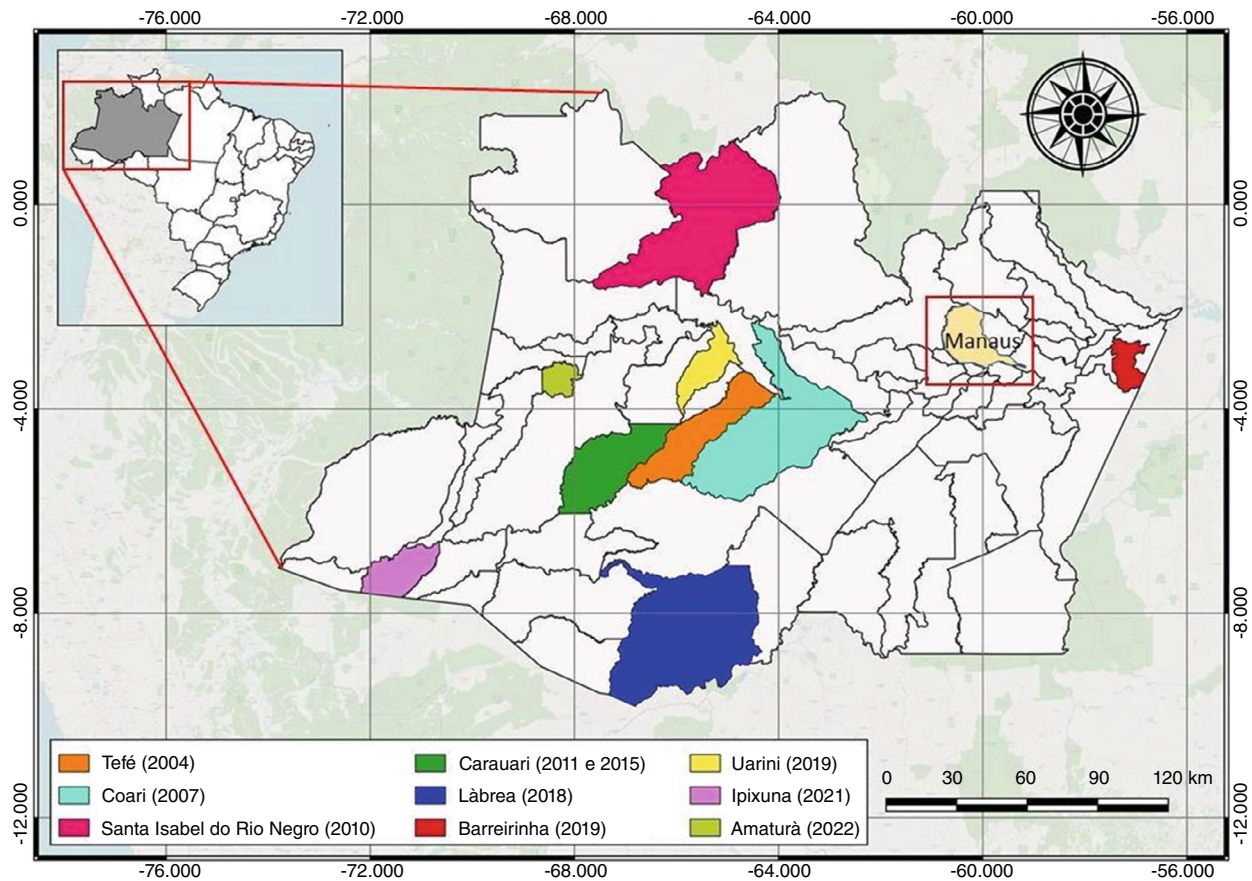 -76.000 -72.000 -68.000 -64.000 -60.000 -56.000
0.000 0.000
Manaus
-4.000 -4.000
-8.000 -8.000
Tefé (2004) Carauari (2011 e 2015) Uarini (2019)
0 30 60 90 120 km
Coari (2007) Làbrea (2018) Ipixuna (2021)
-12.000 -12.000
Santa Isabel do Rio Negro (2010) Barreirinha (2019) Amaturà (2022)
-76.000 -72.000 -68.000 -64.000 -60.000 -56.000